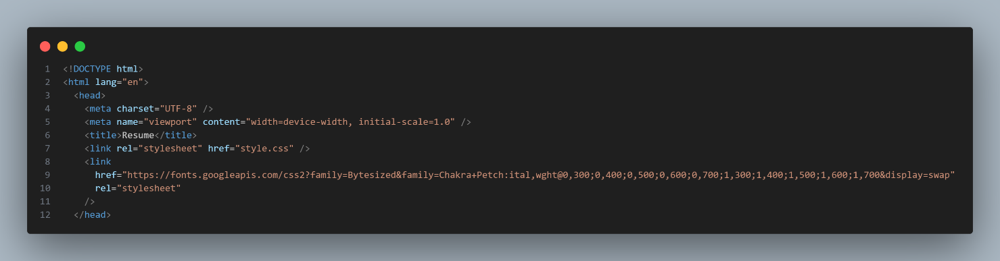 1 <!DOCTYPE html>
2 <html lang="en">
3 <head>
4 <meta charset="UTF-8" />
5 <meta name="viewport" content="width=device-width, initial-scale=1.0" />
6 <title>Resume</title>
7 <link rel="stylesheet" href="style.css" />
8 <link
9 href="https://fonts.googleapis.com/css2?family=Bytesized&family=Chakra+Petch:ital,wght@0,300;0,400;0,500;0,600;0,700;1,300;1,400;1,500;1,600;1,700&display=swap"
10 rel="stylesheet"
11 />
12 </head>